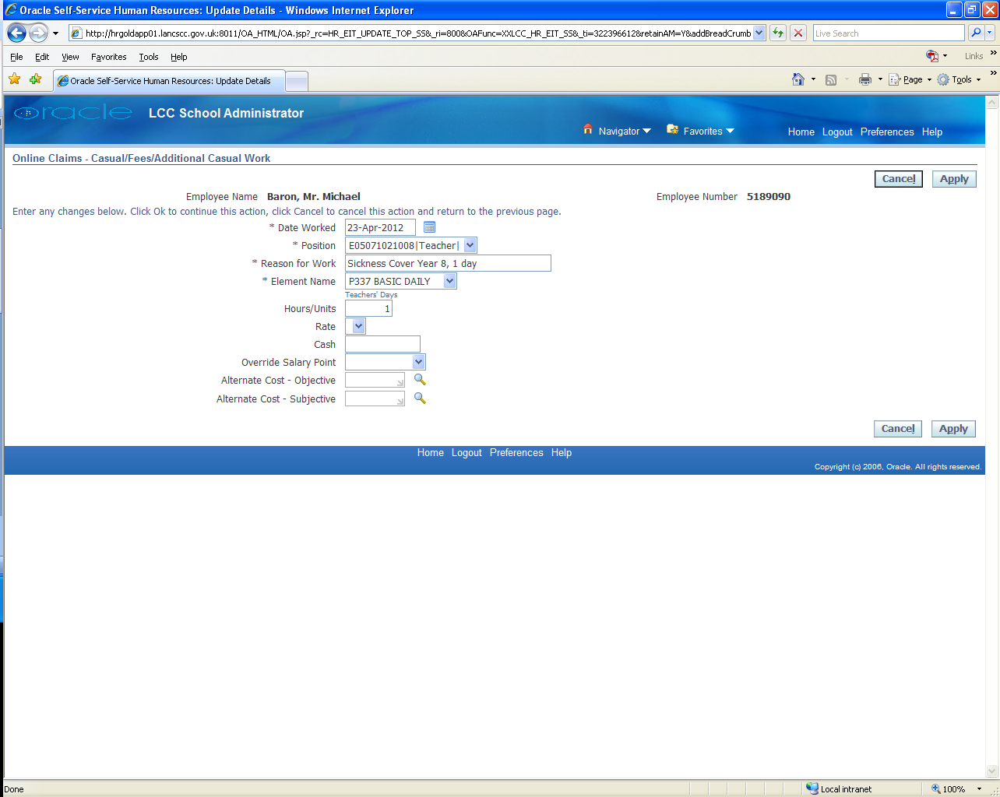 Oracle Self-Service Human Resources: Update Details - Windows Internet Explorer
http://hrgoldapp01.lancscc.gov.uk:8011/OA_HTML/OA.jsp?_rc=HR_EIT_UPDATE_TOP_SS&_ri=800&OAFunc=XXLCC_HR_EIT_SS&_ti=322396612&retainAM=Y&addBreadCrumb Live Search
File Edit View Favorites Tools Help Links »
Oracle Self-Service Human Resources: Update Details Page Tools »
oracle LCC School Administrator
Navigator Favorites Home Logout Preferences Help
Online Claims - Casual/Fees/Additional Casual Work
Cancel Apply
Employee Name Baron, Mr. Michael Employee Number 5189090
Enter any changes below. Click Ok to continue this action, click Cancel to cancel this action and return to the previous page.
* Date Worked 23-Apr-2012
* Position E05071021008|Teacher|
* Reason for Work Sickness Cover Year 8, 1 day
* Element Name P337 BASIC DAILY
Teachers' Days
Hours/Units 1
Rate
Cash
Override Salary Point
Alternate Cost - Objective
Alternate Cost - Subjective
Cancel Apply
Home Logout Preferences Help
Copyright (c) 2006, Oracle. All rights reserved.
Done Local intranet 100%